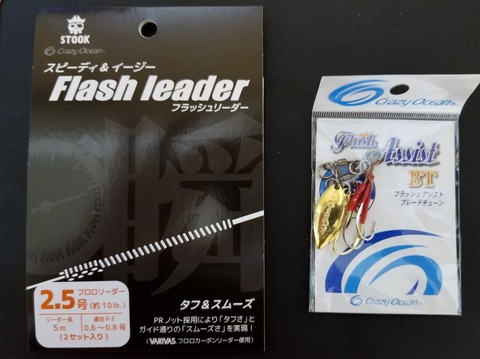 STOOK
Crazy Ocean
スピーディ&イージー
Flash leader
フラッシュリーダー
瞬
フロロリーダー
2.5号(約10lb.)
リーダー長
5m
適合PE
0.6~0.8号
(2セット入り)
タフ&スムーズ
PRノット採用により「タフさ」と
ガイド通りの「スムーズさ」を実現!
(VARIVAS フロロカーボンリーダー使用)
Crazy Ocean
Flash
Assist
BT
フラッシュアシスト
ブレードチューン
Crazy Ocean